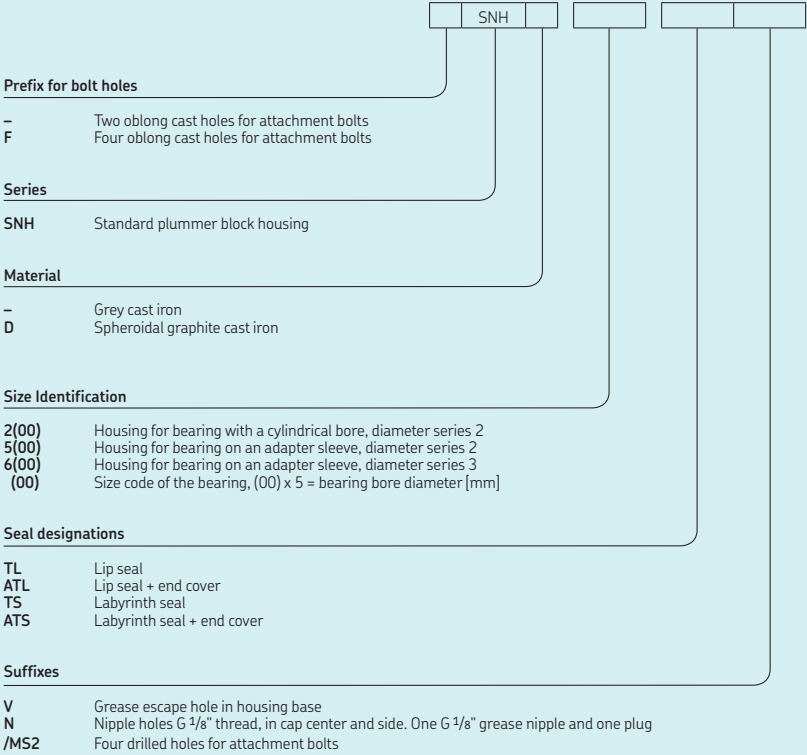 SNH
Prefix for bolt holes
– Two oblong cast holes for attachment bolts
F Four oblong cast holes for attachment bolts
Series
SNH Standard plummer block housing
Material
– Grey cast iron
D Spheroidal graphite cast iron
Size Identification
2(00) Housing for bearing with a cylindrical bore, diameter series 2
5(00) Housing for bearing on an adapter sleeve, diameter series 2
6(00) Housing for bearing on an adapter sleeve, diameter series 3
(00) Size code of the bearing, (00) x 5 = bearing bore diameter [mm]
Seal designations
TL Lip seal
ATL Lip seal + end cover
TS Labyrinth seal
ATS Labyrinth seal + end cover
Suffixes
V Grease escape hole in housing base
N Nipple holes G 1/8" thread, in cap center and side. One G 1/8" grease nipple and one plug
/MS2 Four drilled holes for attachment bolts